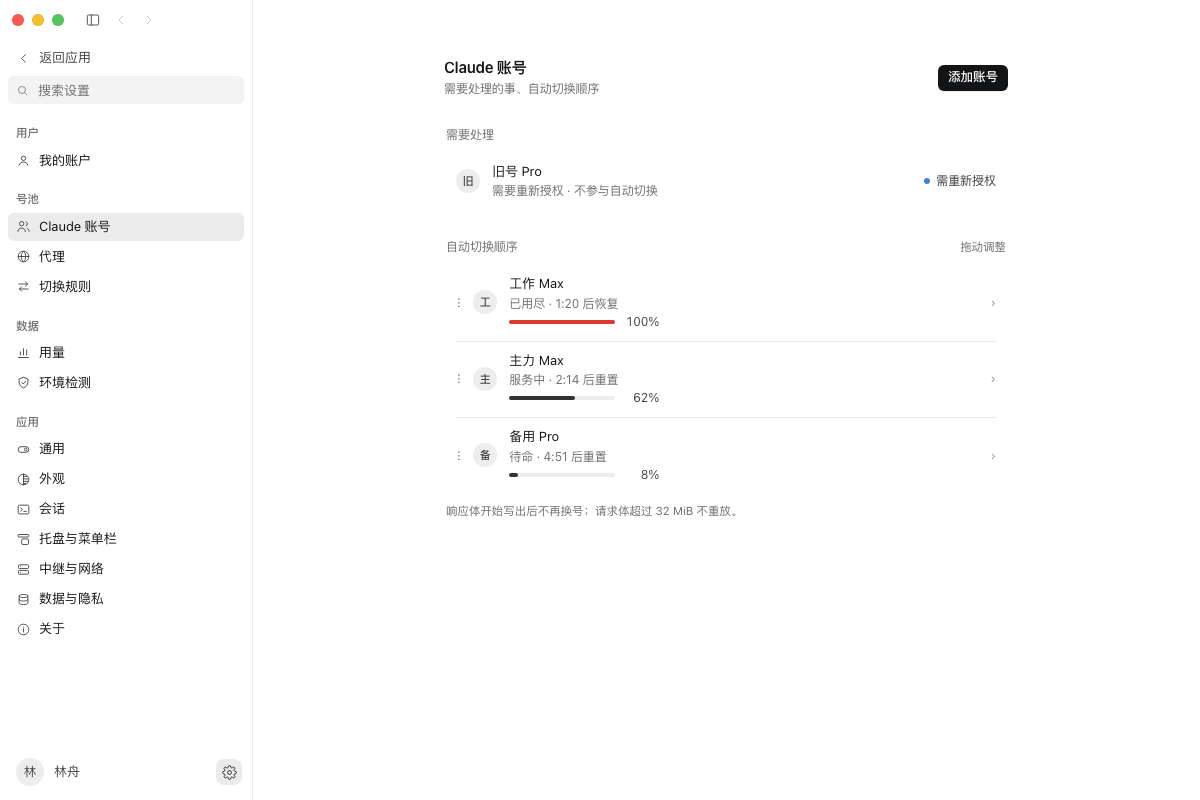 返回应用
搜索设置
用户
我的账户
号池
Claude 账号
代理
切换规则
数据
用量
环境检测
应用
通用
外观
会话
托盘与菜单栏
中继与网络
数据与隐私
关于
林 林舟
Claude 账号
需要处理的事、自动切换顺序
添加账号
需要处理
旧 旧号 Pro
需要重新授权 · 不参与自动切换
需重新授权
自动切换顺序
拖动调整
工 工作 Max
已用尽 · 1:20 后恢复
100%
主 主力 Max
服务中 · 2:14 后重置
62%
备 备用 Pro
待命 · 4:51 后重置
8%
响应体开始写出后不再换号；请求体超过 32 MiB 不重放。